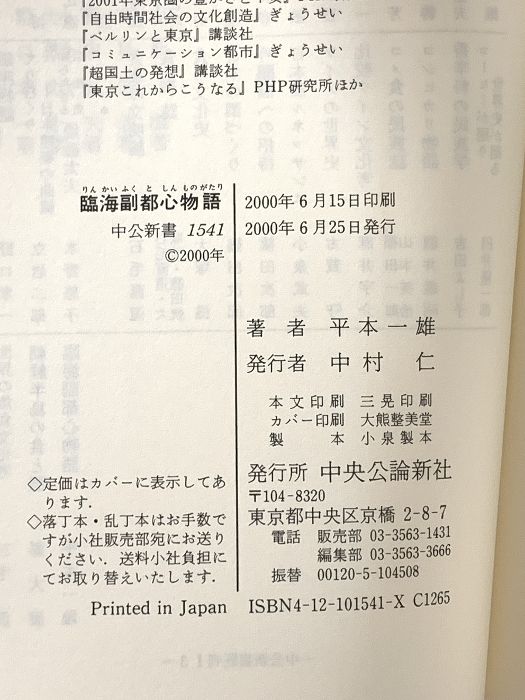 『自由時間社会の文化創造』ぎょうせい
『ベルリンと東京』講談社
『コミュニケーション都市』ぎょうせい
『超国土の発想』講談社
『東京これからこうなる』PHP研究所ほか
りん かい ふく と しん ものがたり
臨海副都心物語
中公新書 1541
©2000年
2000年6月15日印刷
2000年6月25日発行
著者 平本一雄
発行者 中村 仁
本文印刷 三晃印刷
カバー印刷 大熊整美堂
製本 小泉製本
発行所 中央公論新社
〒104-8320
東京都中央区京橋 2-8-7
電話 販売部 03-3563-1431
編集部 03-3563-3666
振替 00120-5-104508
◇定価はカバーに表示してあ
ります.
◇落丁本・乱丁本はお手数で
すが小社販売部宛にお送り
ください. 送料小社負担に
てお取り替えいたします.
Printed in Japan
ISBN4-12-101541-X C1265